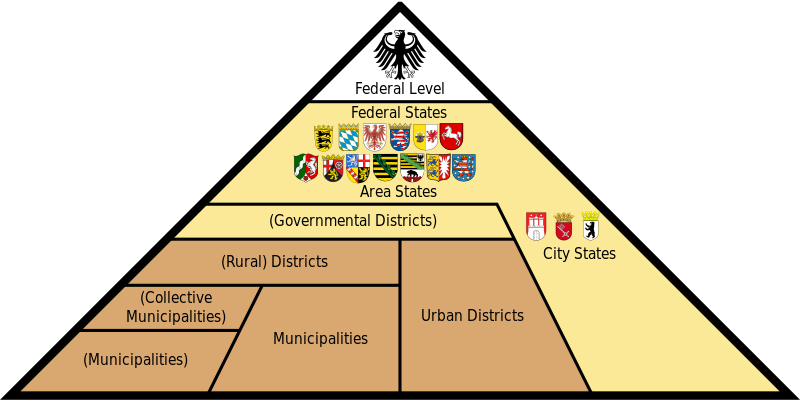 Federal Level
Federal States
Area States
(Governmental Districts)
City States
(Rural) Districts
(Collective
Municipalities)
Urban Districts
Municipalities
(Municipalities)